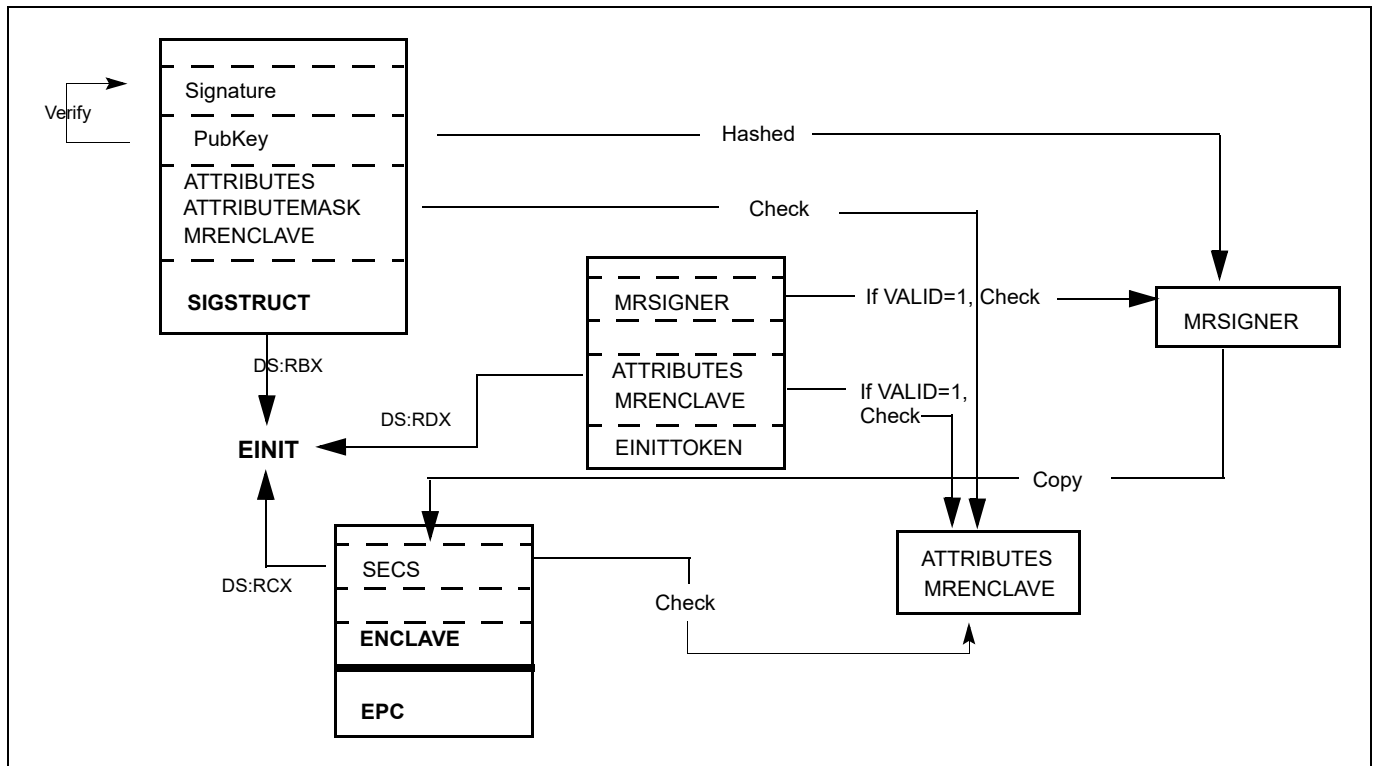 Signature
Verify
PubKey
Hashed
ATTRIBUTES
ATTRIBUTEMASK
MRENCLAVE
Check
SIGSTRUCT
MRSIGNER
If VALID=1, Check
MRSIGNER
DS:RBX
ATTRIBUTES
MRENCLAVE
If VALID=1,
Check
DS:RDX
EINIT
EINITTOKEN
Copy
SECS
DS:RCX
Check
ATTRIBUTES
MRENCLAVE
ENCLAVE
EPC